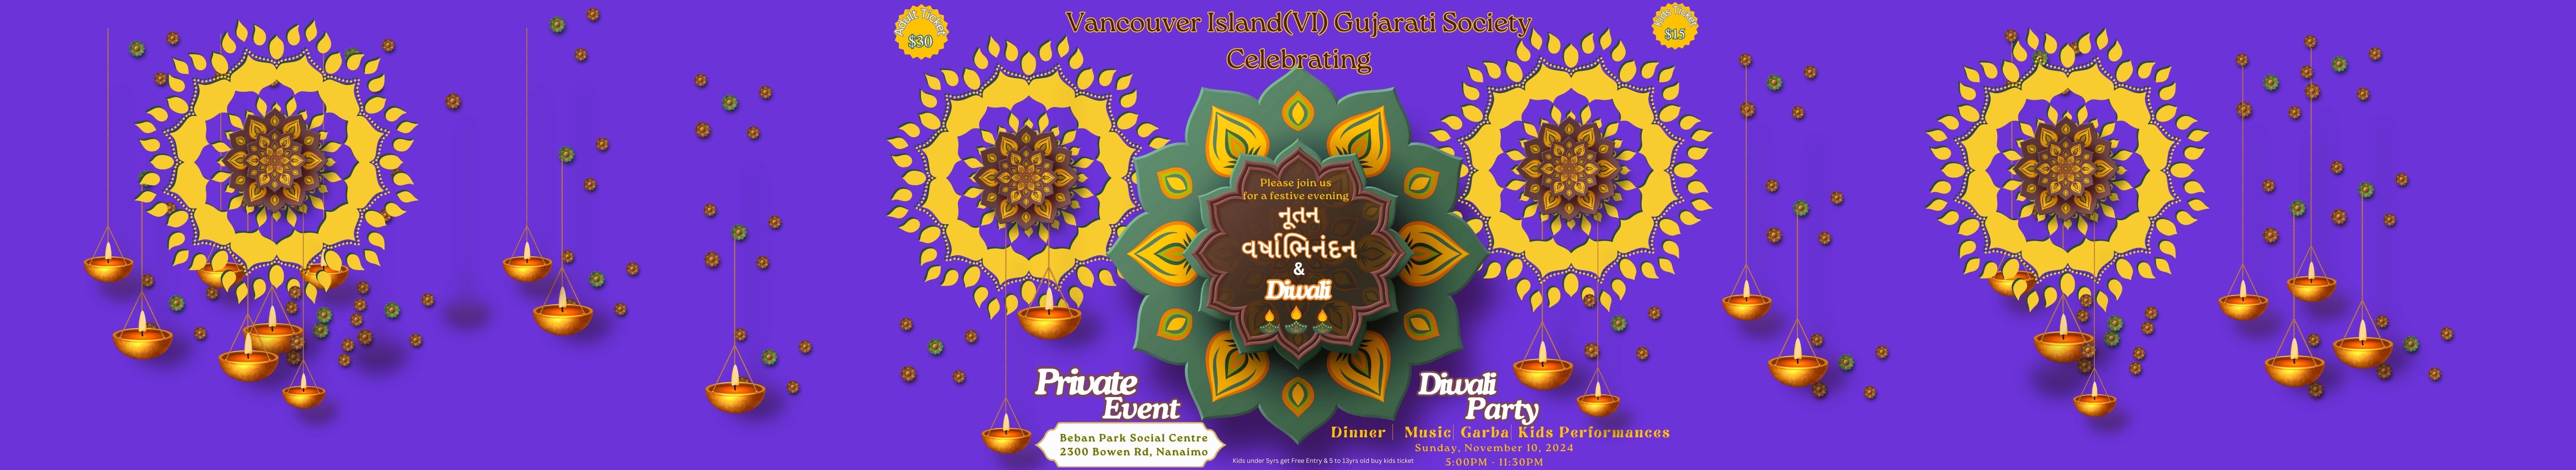 Adult Ticket
$30
Vancouver Island(VI) Gujarati Society
Celebrating
Kids Ticket
$15
Please join us
for a festive evening
નૂતન
વર્ષાભિનંદન
&
Diwali
Private
Event
Beban Park Social Centre
2300 Bowen Rd, Nanaimo
Diwali
Party
Dinner | Music| Garba| Kids Performances
Sunday, November 10, 2024
5:00PM - 11:30PM
Kids under 5yrs get Free Entry & 5 to 13yrs old buy kids ticket